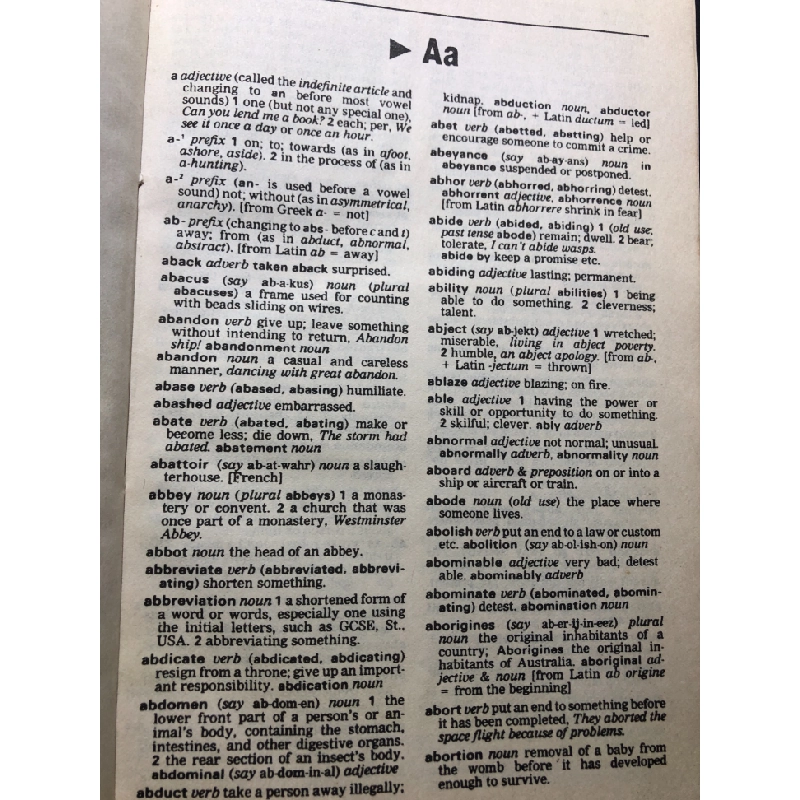 ▶ Aa
a adjective (called the indefinite article and
changing to an before most vowel
sounds) 1 one (but not any special one),
Can you lend me a book? 2 each; per, We
see it once a day or once an hour.
a-¹ prefix 1 on; to; towards (as in afoot,
ashore, aside). 2 in the process of (as in
a-hunting).
a-² prefix (an- is used before a vowel
sound) not; without (as in asymmetrical,
anarchy). [from Greek a- = not]
ab- prefix (changing to abs- before c and t)
away; from (as in abduct, abnormal,
abstract). [from Latin ab = away]
aback adverb taken aback surprised.
abacus (say ab-a-kus) noun (plural
abacuses) a frame used for counting
with beads sliding on wires.
abandon verb give up; leave something
without intending to return, Abandon
ship! abandonment noun
abandon noun a casual and careless
manner, dancing with great abandon.
abase verb (abased, abasing) humiliate.
abashed adjective embarrassed.
abate verb (abated, abating) make or
become less; die down, The storm had
abated. abatement noun
abattoir (say ab-at-wahr) noun a slaugh-
terhouse. [French]
abbey noun (plural abbeys) 1 a monas-
tery or convent. 2 a church that was
once part of a monastery, Westminster
Abbey.
abbot noun the head of an abbey.
abbreviate verb (abbreviated, abbrevi-
ating) shorten something.
abbreviation noun 1 a shortened form of
a word or words, especially one using
the initial letters, such as GCSE, St.,
USA. 2 abbreviating something.
abdicate verb (abdicated, abdicating)
resign from a throne; give up an import-
ant responsibility. abdication noun
abdomen (say ab-dom-en) noun 1 the
lower front part of a person's or an-
imal's body, containing the stomach,
intestines, and other digestive organs.
2 the rear section of an insect's body.
abdominal (say ab-dom-in-al) adjective
abduct verb take a person away illegally;
kidnap. abduction noun, abductor
noun [from ab-, + Latin ductum = led]
abet verb (abetted, abetting) help or
encourage someone to commit a crime.
abeyance (say ab-ay-ans) noun in
abeyance suspended or postponed.
abhor verb (abhorred, abhorring) detest.
abhorrent adjective, abhorrence noun
[from Latin abhorrere shrink in fear]
abide verb (abided, abiding) 1 (old use,
past tense abode) remain; dwell. 2 bear;
tolerate, I can't abide wasps.
abide by keep a promise etc.
abiding adjective lasting; permanent.
ability noun (plural abilities) 1 being
able to do something. 2 cleverness;
talent.
abject (say ab-jekt) adjective 1 wretched;
miserable, living in abject poverty.
2 humble, an abject apology. [from ab-,
+ Latin -jectum = thrown]
ablaze adjective blazing; on fire.
able adjective 1 having the power or
skill or opportunity to do something.
2 skilful; clever. ably adverb
abnormal adjective not normal; unusual.
abnormally adverb, abnormality noun
aboard adverb & preposition on or into a
ship or aircraft or train.
abode noun (old use) the place where
someone lives.
abolish verb put an end to a law or custom
etc. abolition (say ab-ol-ish-on) noun
abominable adjective very bad; detest
able. abominably adverb
abominate verb (abominated, abomin-
ating) detest. abomination noun
aborigines (say ab-er-ij-in-eez) plural
noun the original inhabitants of a
country; Aborigines the original in-
habitants of Australia. aboriginal ad-
jective & noun [from Latin ab origine
= from the beginning]
abort verb put an end to something before
it has been completed, They aborted the
space flight because of problems.
abortion noun removal of a baby from
the womb before it has developed
enough to survive.